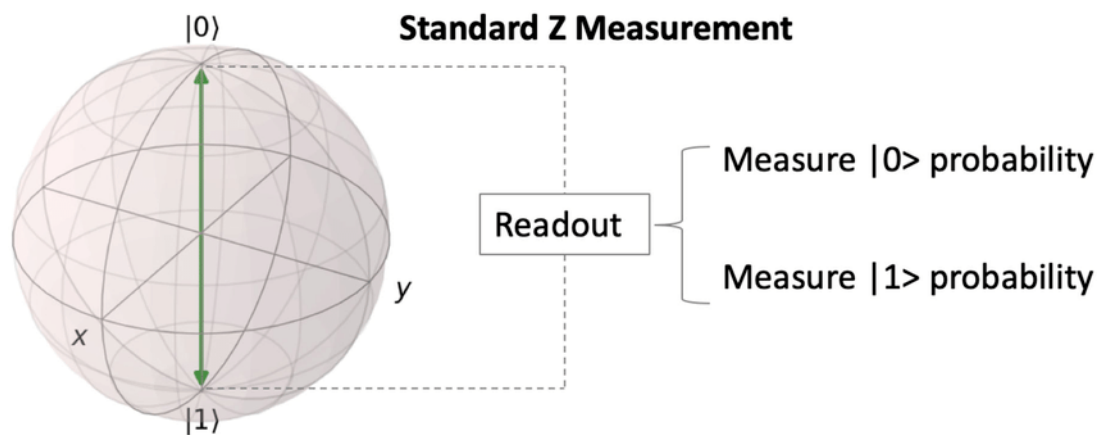 |0⟩
Standard Z Measurement
Measure |0> probability
Readout
Measure |1> probability
y
x
|1⟩